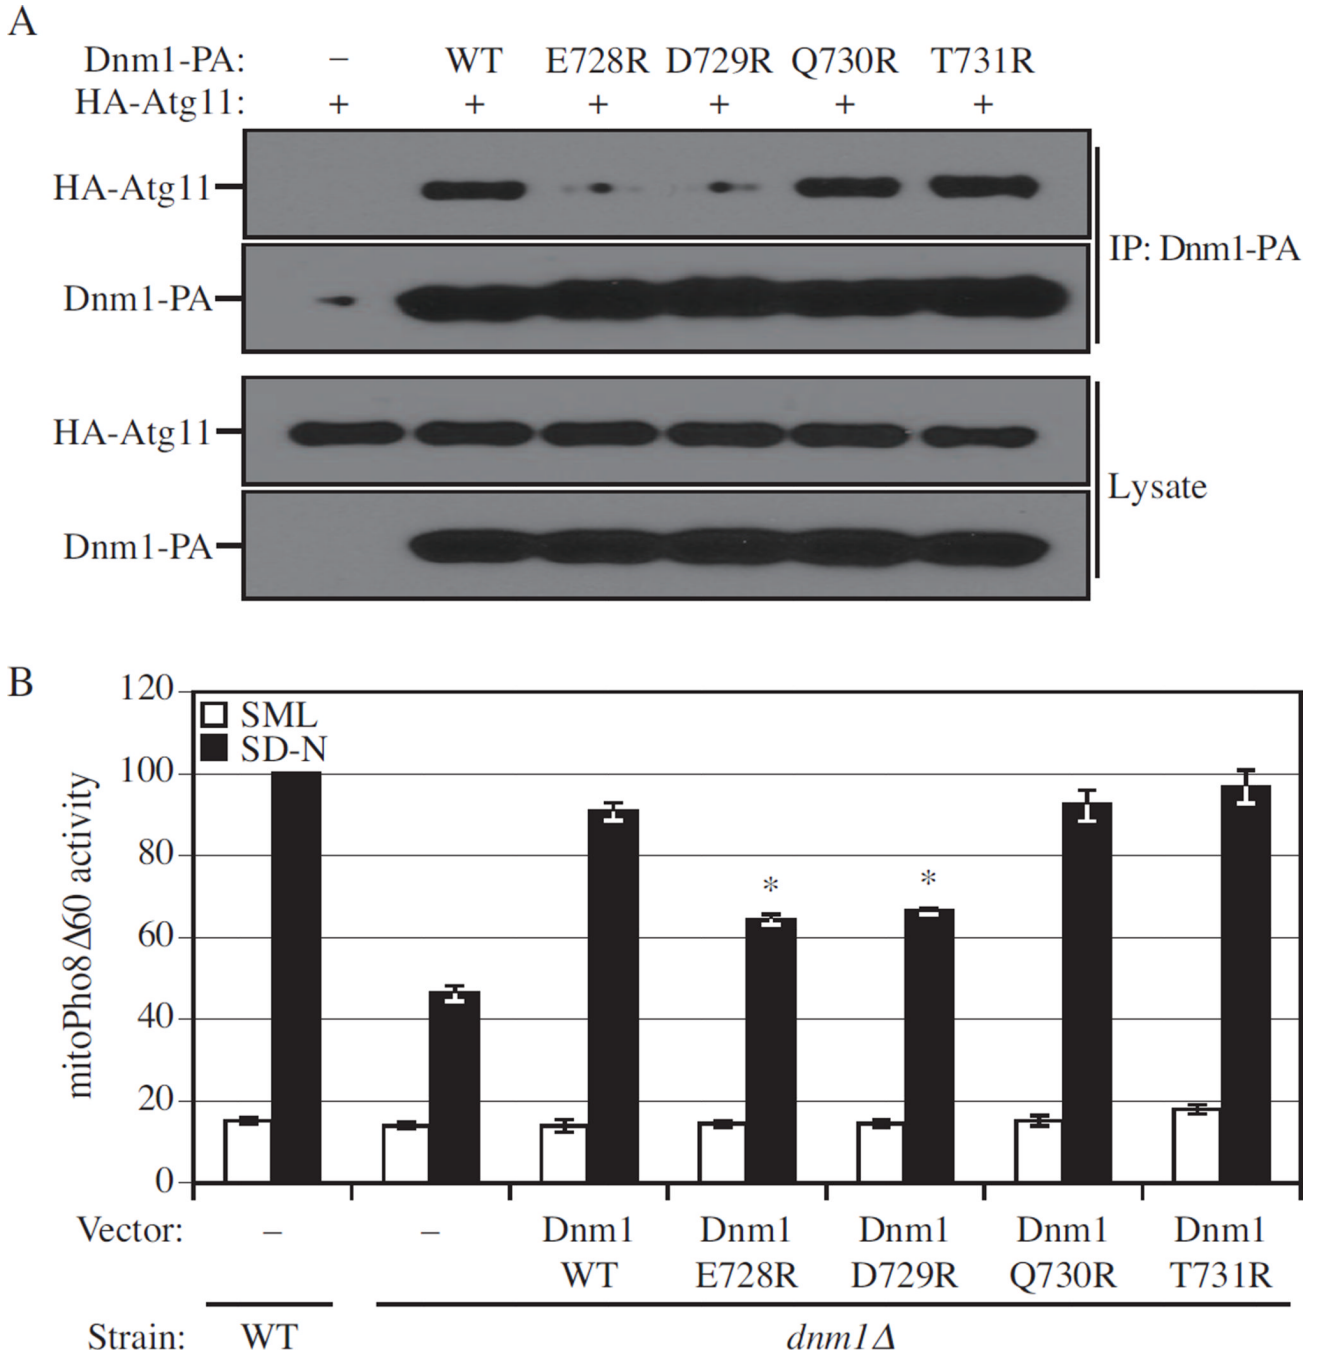 A
Dnm1-PA: – WT E728R D729R Q730R T731R
HA-Atg11: + + + + + +
HA-Atg11
IP: Dnm1-PA
Dnm1-PA
HA-Atg11
Lysate
Dnm1-PA
B
120
SML
SD-N
100
80
60
40
20
0
mitoPho8Δ60 activity
* *
Vector: – – Dnm1 Dnm1 Dnm1 Dnm1 Dnm1
WT E728R D729R Q730R T731R
Strain: WT dnm1Δ